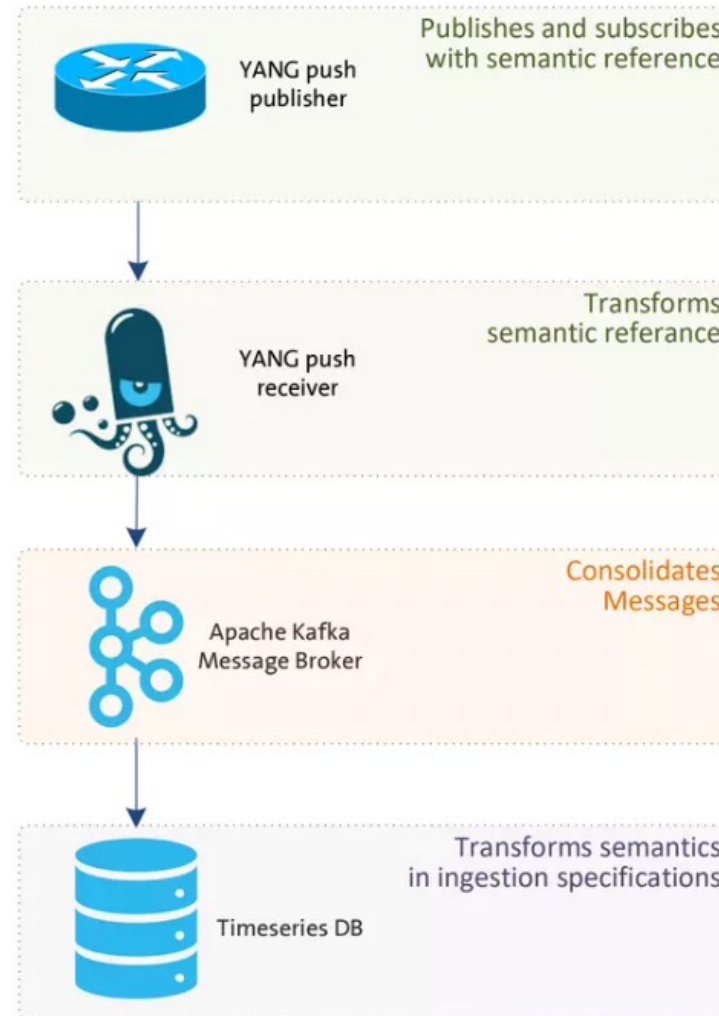 Publishes and subscribes
with semantic reference
YANG push
publisher
Transforms
semantic referance
YANG push
receiver
Consolidates
Messages
Apache Kafka
Message Broker
Transforms semantics
in ingestion specifications
Timeseries DB